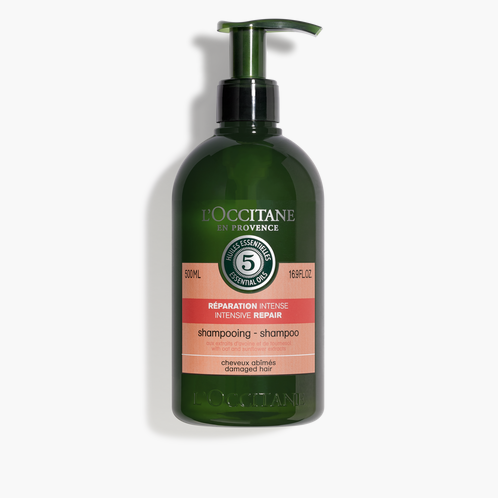 L'OCCITANE
EN PROVENCE
HUILES ESSENTIELLES
5
ESSENTIAL OILS
500ML 16.9FL.OZ.
RÉPARATION INTENSE
INTENSIVE REPAIR
shampooing - shampoo
cheveux abîmés
damaged hair
L'OCCITANE